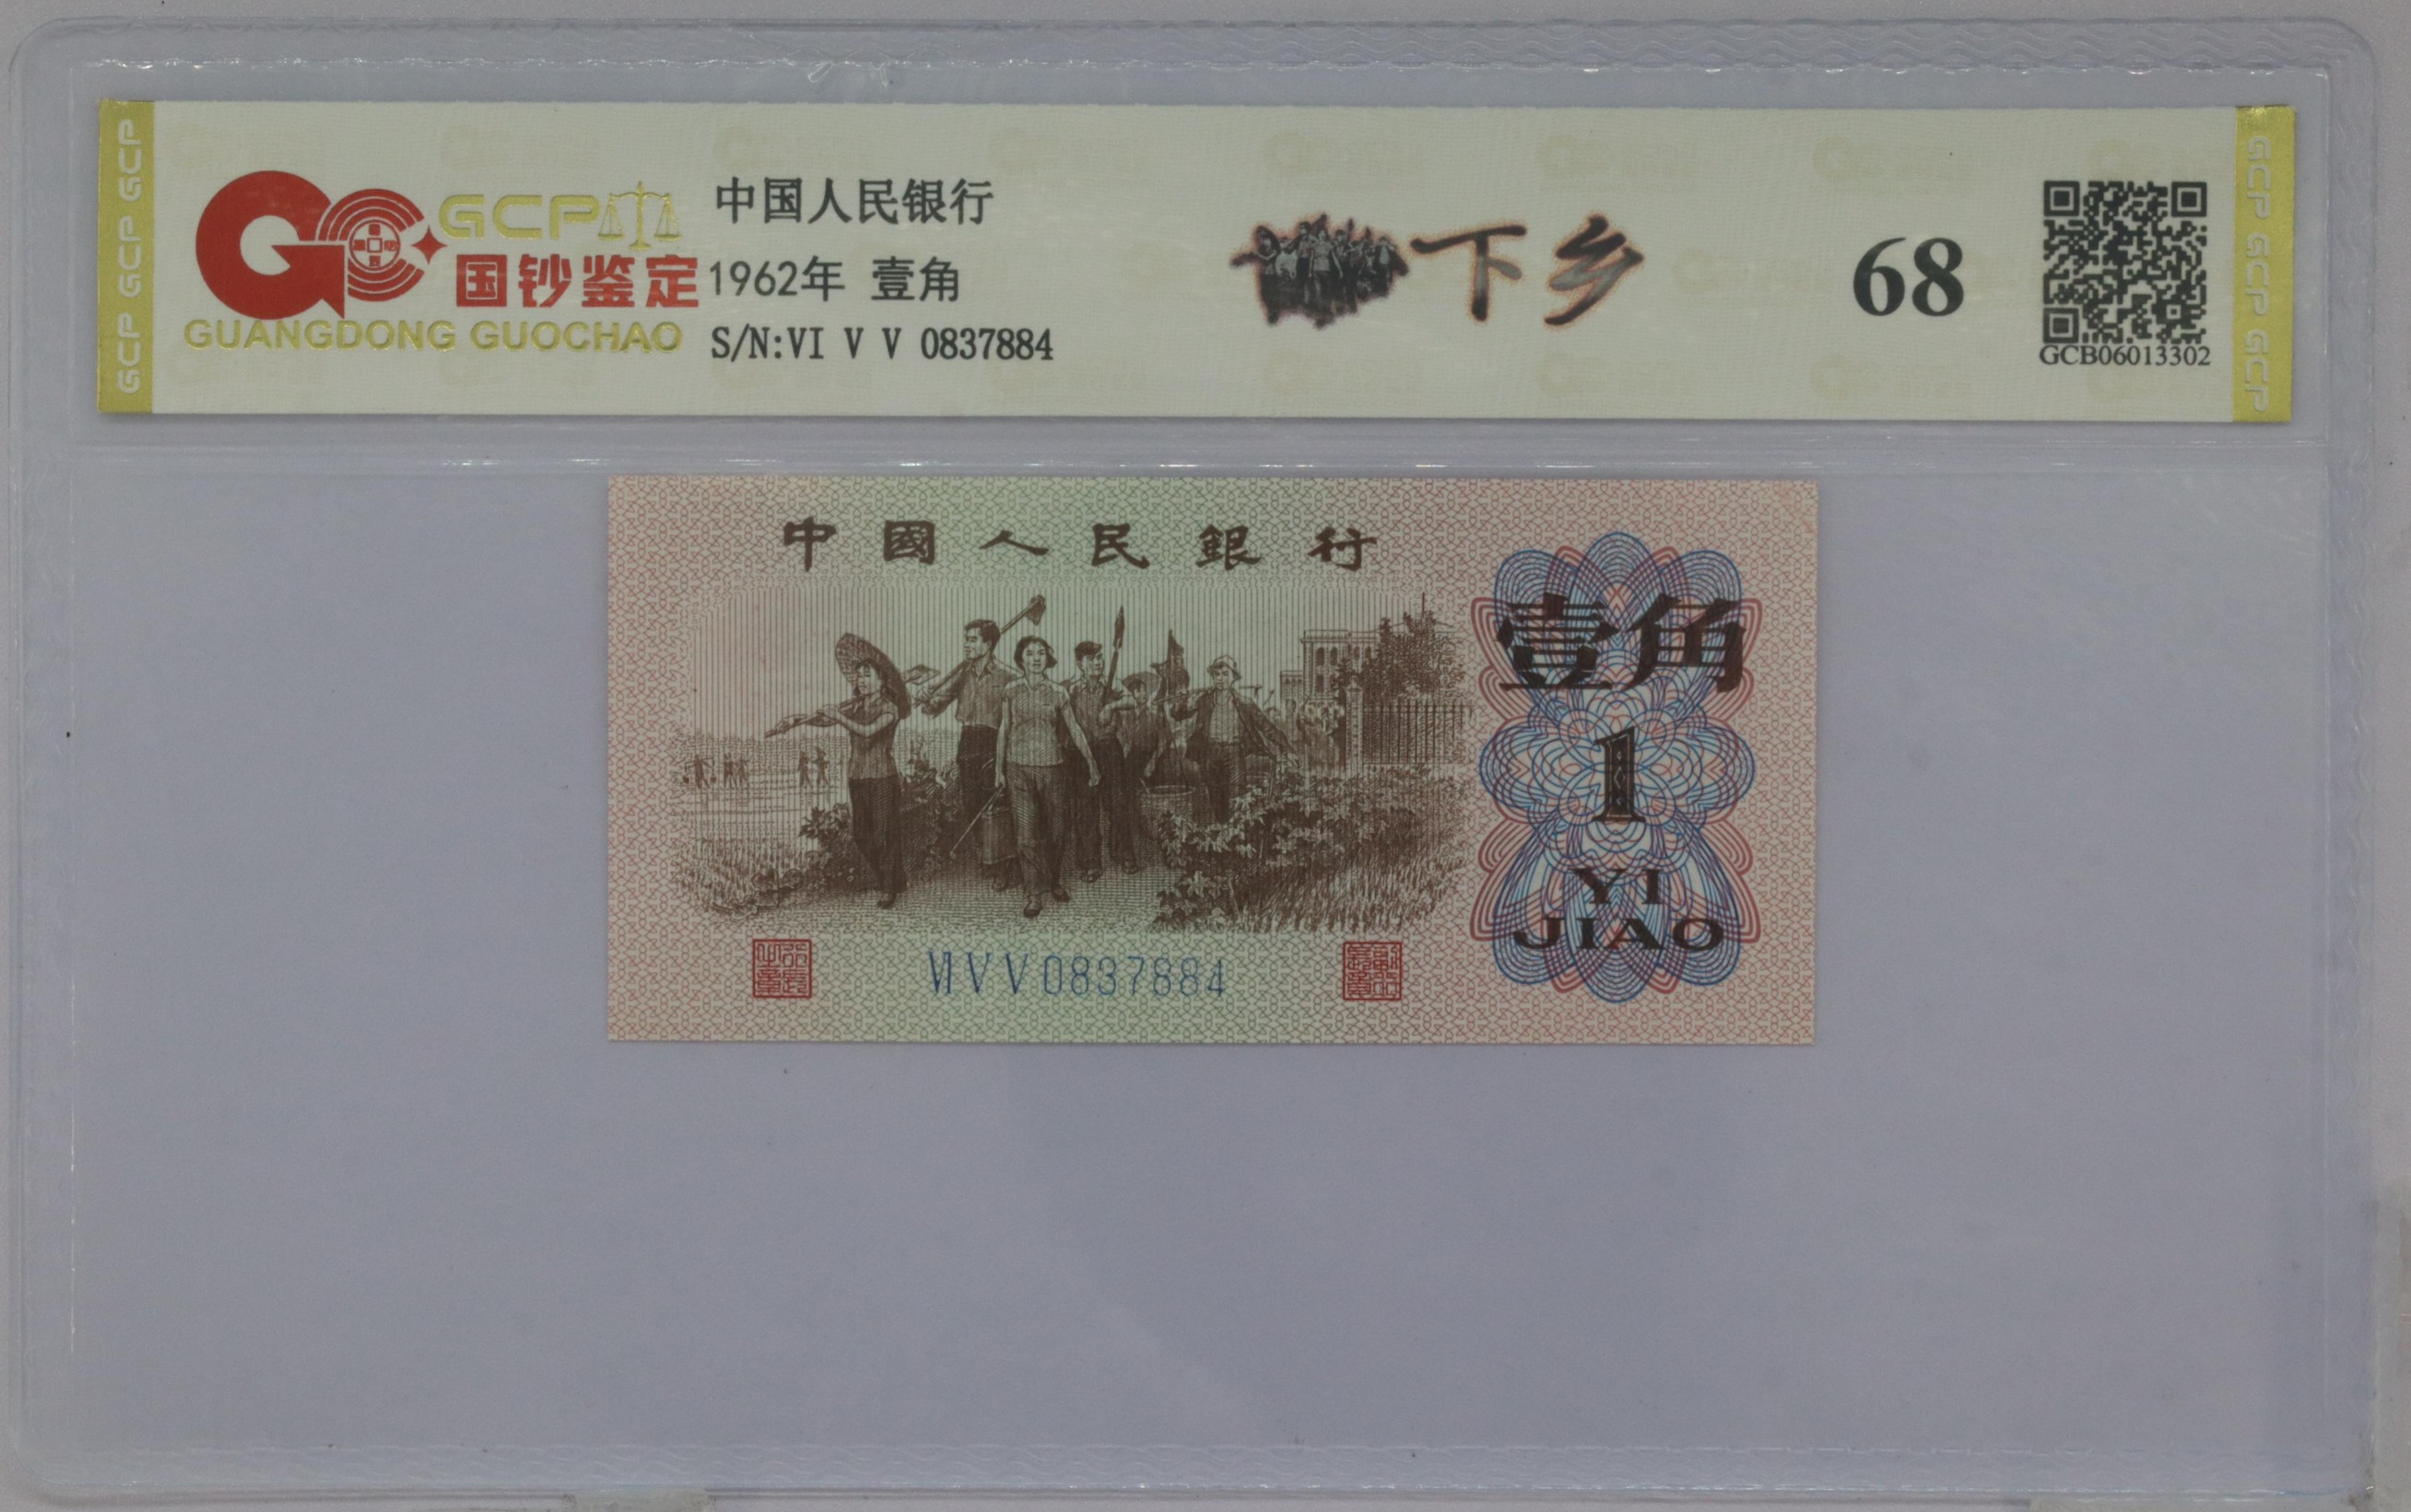 GCP GCP GCP
GCP
国钞鉴定
GUANGDONG GUOCHAO
中国人民银行
1962年 壹角
S/N:VI V V 0837884
下乡
68
GCB06013302
GCP GCP GCP
中國人民銀行
壹角
1
YI
JIAO
VI V V 0837884